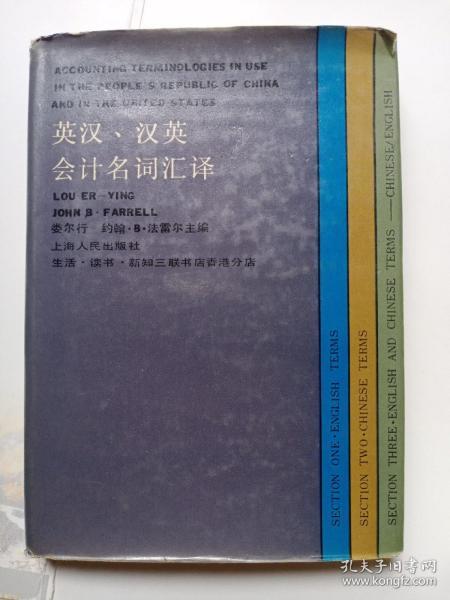 ACCOUNTING TERMINOLOGIES IN USE
IN THE PEOPLE'S REPUBLIC OF CHINA
AND IN THE UNITED STATES
英汉、汉英
会计名词汇译
LOU ER-YING
JOHN B·FARRELL
娄尔行 约翰·B·法雷尔主编
上海人民出版社
生活·读书·新知三联书店香港分店
SECTION ONE·ENGLISH TERMS
SECTION TWO·CHINESE TERMS
SECTION THREE·ENGLISH AND CHINESE TERMS——CHINESE/ENGLISH
孔夫子旧书网
www.kongfz.com